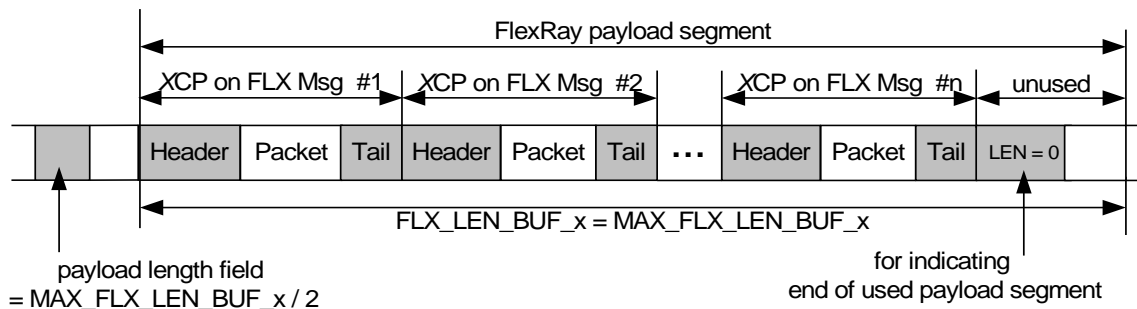 FlexRay payload segment
XCP on FLX Msg #1 XCP on FLX Msg #2 XCP on FLX Msg #n unused
Header Packet Tail Header Packet Tail ... Header Packet Tail LEN = 0
FLX_LEN_BUF_x = MAX_FLX_LEN_BUF_x
payload length field
= MAX_FLX_LEN_BUF_x / 2
for indicating
end of used payload segment